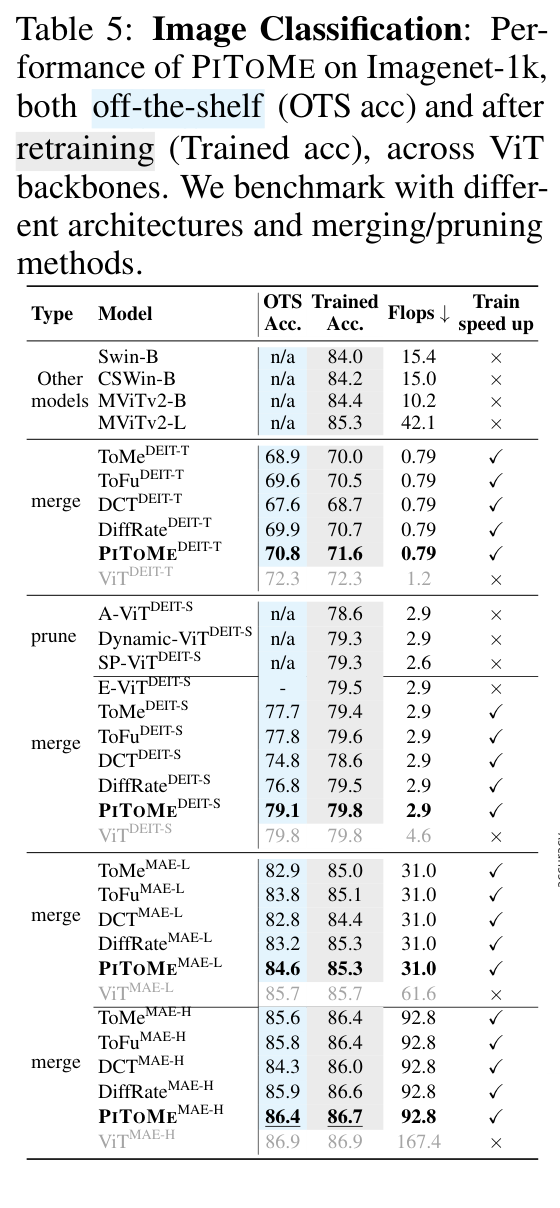 Table 5: Image Classification: Per-
formance of PITOME on Imagenet-1k,
both off-the-shelf (OTS acc) and after
retraining (Trained acc), across ViT
backbones. We benchmark with differ-
ent architectures and merging/pruning
methods.
Type Model OTS Acc. Trained Acc. Flops ↓ Train speed up
Other models
Swin-B n/a 84.0 15.4 ×
CSWin-B n/a 84.2 15.0 ×
MViTv2-B n/a 84.4 10.2 ×
MViTv2-L n/a 85.3 42.1 ×
merge
ToMe^DEIT-T 68.9 70.0 0.79 ✓
ToFu^DEIT-T 69.6 70.5 0.79 ✓
DCT^DEIT-T 67.6 68.7 0.79 ✓
DiffRate^DEIT-T 69.9 70.7 0.79 ✓
PITOME^DEIT-T 70.8 71.6 0.79 ✓
ViT^DEIT-T 72.3 72.3 1.2 ×
prune
A-ViT^DEIT-S n/a 78.6 2.9 ×
Dynamic-ViT^DEIT-S n/a 79.3 2.9 ×
SP-ViT^DEIT-S n/a 79.3 2.6 ×
merge
E-ViT^DEIT-S - 79.5 2.9 ×
ToMe^DEIT-S 77.7 79.4 2.9 ✓
ToFu^DEIT-S 77.8 79.6 2.9 ✓
DCT^DEIT-S 74.8 78.6 2.9 ✓
DiffRate^DEIT-S 76.8 79.5 2.9 ✓
PITOME^DEIT-S 79.1 79.8 2.9 ✓
ViT^DEIT-S 79.8 79.8 4.6 ×
merge
ToMe^MAE-L 82.9 85.0 31.0 ✓
ToFu^MAE-L 83.8 85.1 31.0 ✓
DCT^MAE-L 82.8 84.4 31.0 ✓
DiffRate^MAE-L 83.2 85.3 31.0 ✓
PITOME^MAE-L 84.6 85.3 31.0 ✓
ViT^MAE-L 85.7 85.7 61.6 ×
merge
ToMe^MAE-H 85.6 86.4 92.8 ✓
ToFu^MAE-H 85.8 86.4 92.8 ✓
DCT^MAE-H 84.3 86.0 92.8 ✓
DiffRate^MAE-H 85.9 86.6 92.8 ✓
PITOME^MAE-H 86.4 86.7 92.8 ✓
ViT^MAE-H 86.9 86.9 167.4 ×